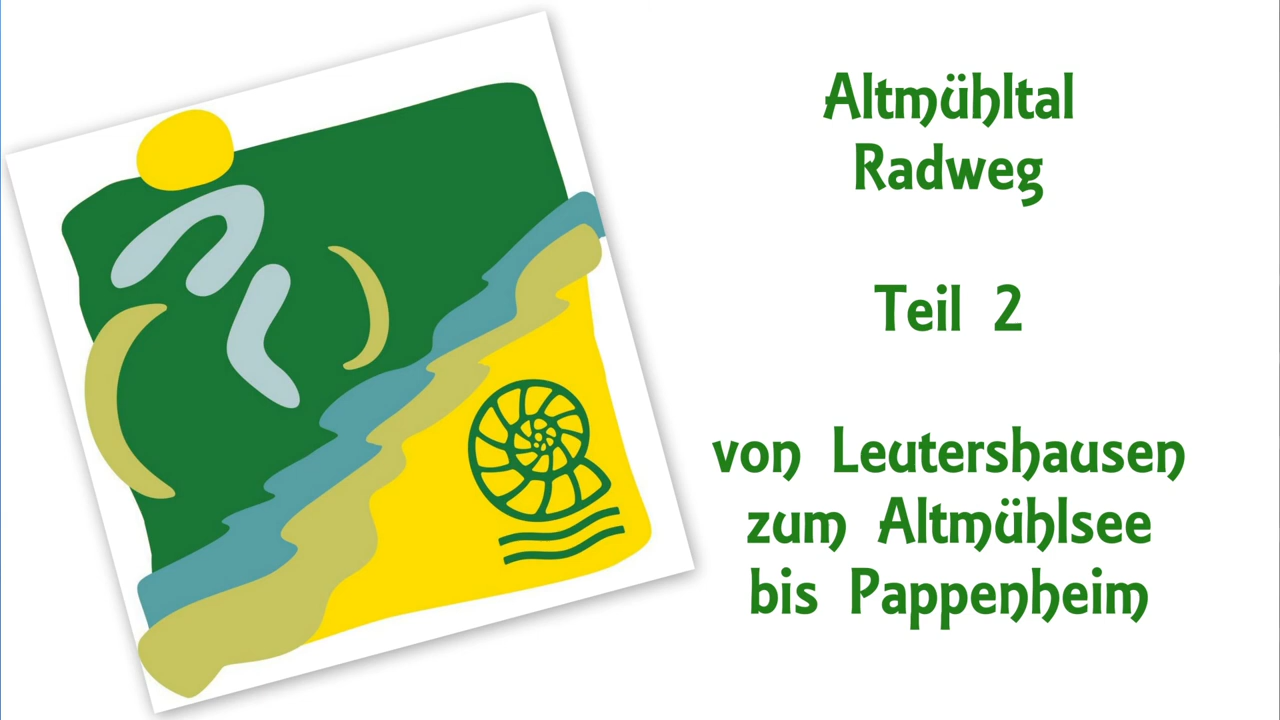 Altmühltal
Radweg
Teil 2
von Leutershausen
zum Altmühlsee
bis Pappenheim